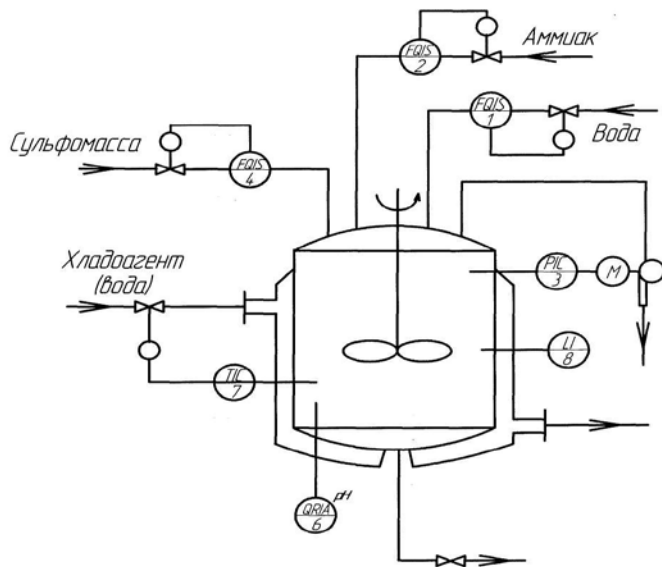 Аммиак
FQIS
2
FQIS
1
Вода
Сульфомасса
FQIS
4
Хладоагент
(вода)
PIC
3
M
LI
8
TIC
7
QRIA
6
pH